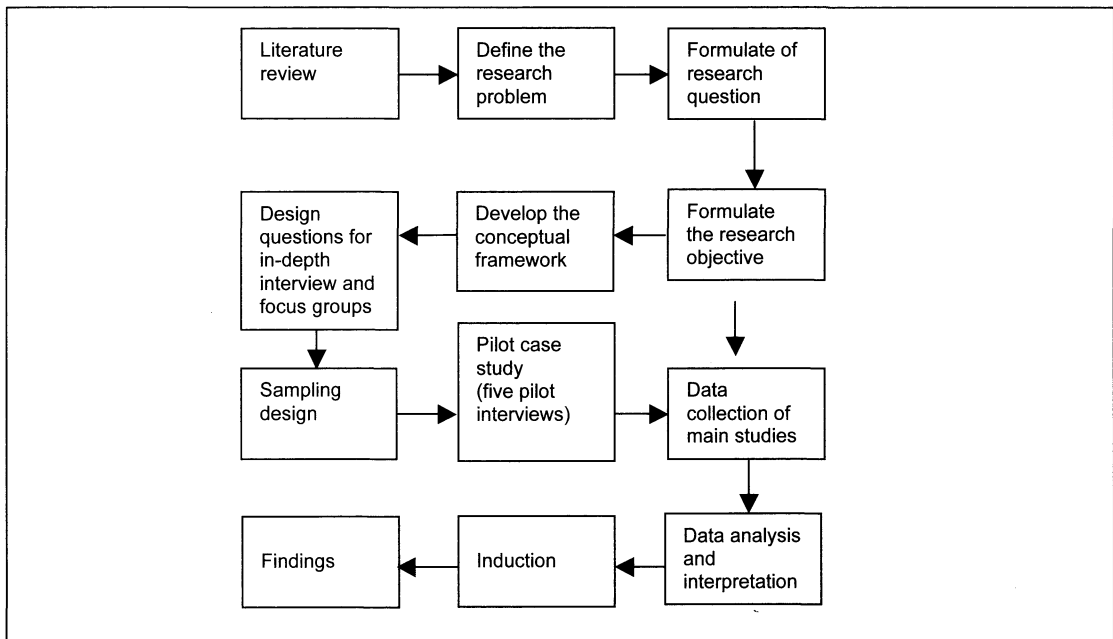 Literature
review
Define the
research
problem
Formulate of
research
question
Formulate
the research
objective
Develop the
conceptual
framework
Design
questions for
in-depth
interview and
focus groups
Sampling
design
Pilot case
study
(five pilot
interviews)
Data
collection of
main studies
Data analysis
and
interpretation
Induction
Findings